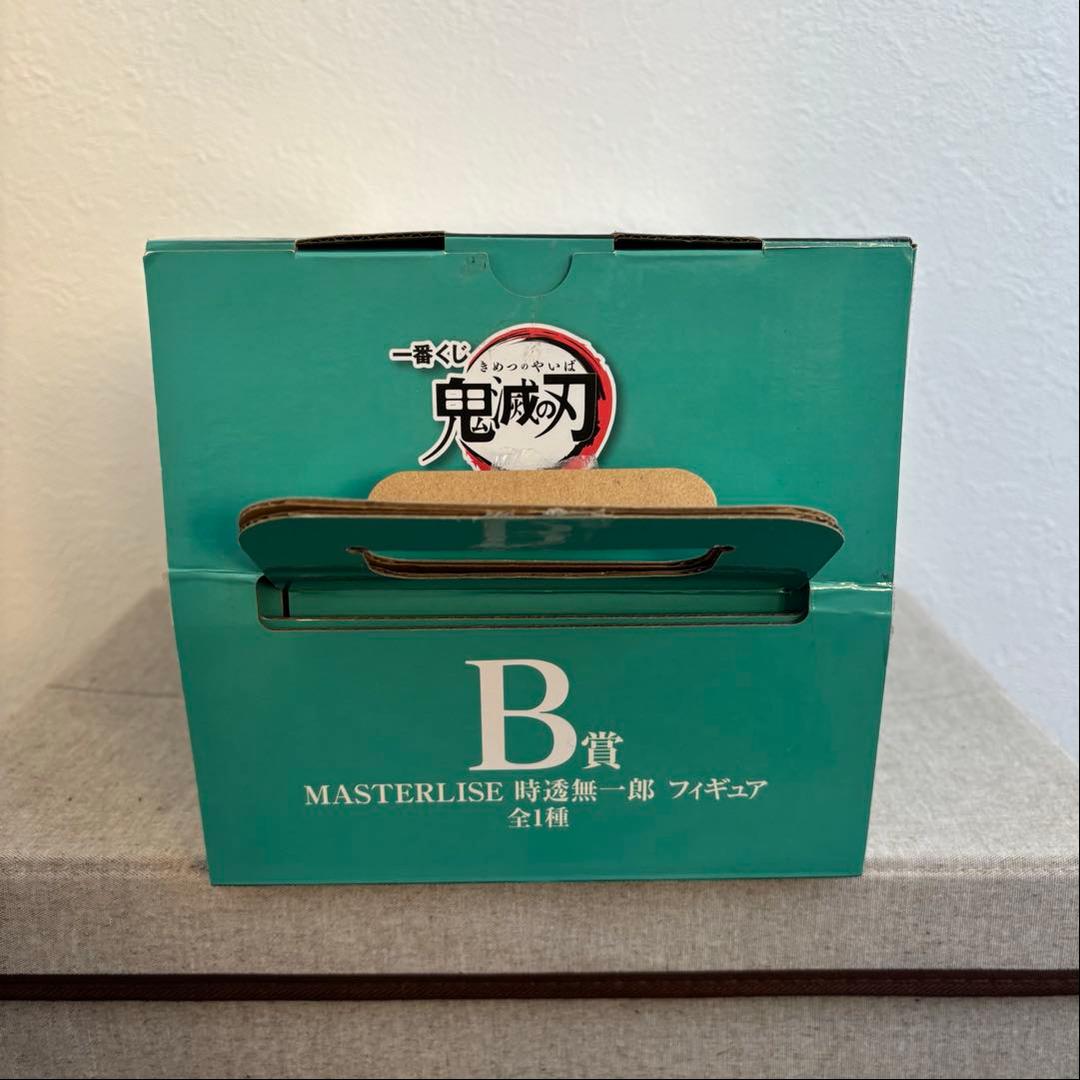 一番くじ
きめつのやいば
鬼滅の刃
B賞
MASTERLISE 時透無一郎 フィギュア
全1種